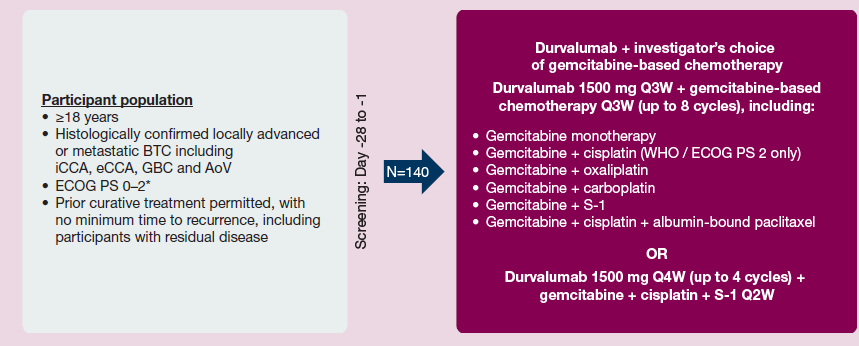 Participant population
• ≥18 years
• Histologically confirmed locally advanced
or metastatic BTC including
iCCA, eCCA, GBC and AoV
• ECOG PS 0–2*
• Prior curative treatment permitted, with
no minimum time to recurrence, including
participants with residual disease
Screening: Day -28 to -1
N=140
Durvalumab + investigator's choice
of gemcitabine-based chemotherapy
Durvalumab 1500 mg Q3W + gemcitabine-based
chemotherapy Q3W (up to 8 cycles), including:
• Gemcitabine monotherapy
• Gemcitabine + cisplatin (WHO / ECOG PS 2 only)
• Gemcitabine + oxaliplatin
• Gemcitabine + carboplatin
• Gemcitabine + S-1
• Gemcitabine + cisplatin + albumin-bound paclitaxel
OR
Durvalumab 1500 mg Q4W (up to 4 cycles) +
gemcitabine + cisplatin + S-1 Q2W